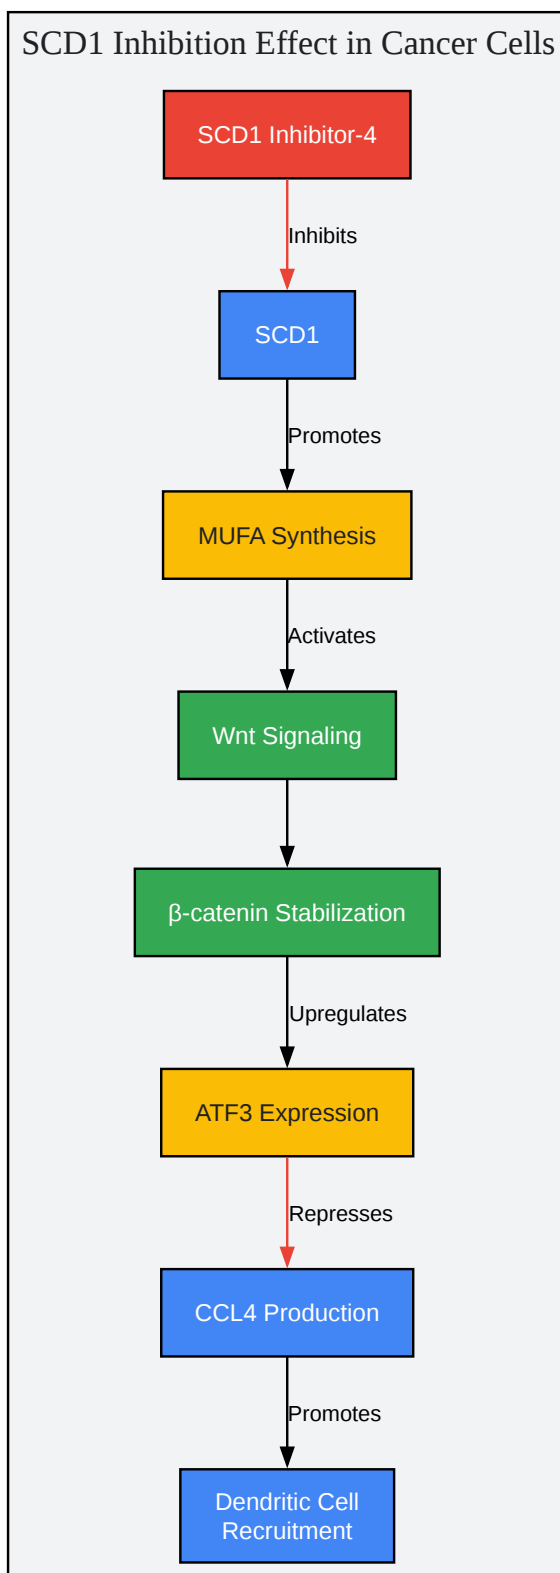 SCD1 Inhibition Effect in Cancer Cells
SCD1 Inhibitor-4
Inhibits
SCD1
Promotes
MUFA Synthesis
Activates
Wnt Signaling
β-catenin Stabilization
Upregulates
ATF3 Expression
Represses
CCL4 Production
Promotes
Dendritic Cell
Recruitment